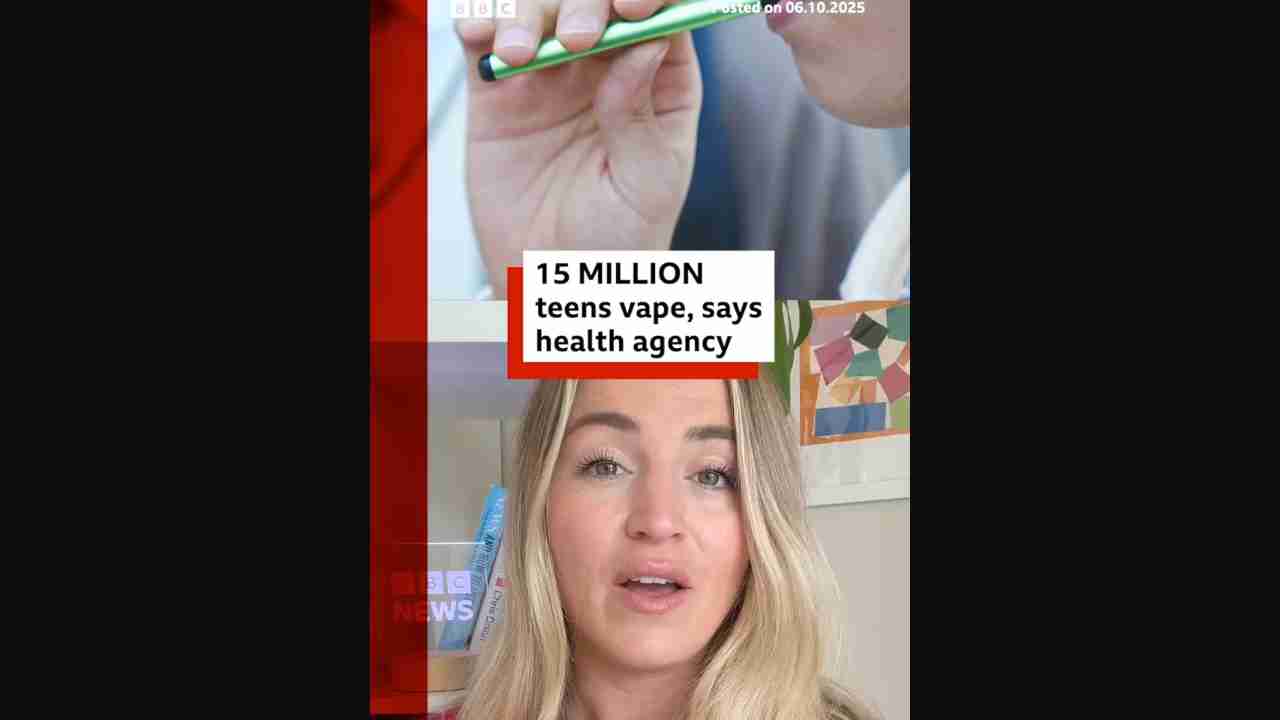 BBC
Posted on 06.10.2025
15 MILLION
teens vape, says
health agency
BBC
NEWS